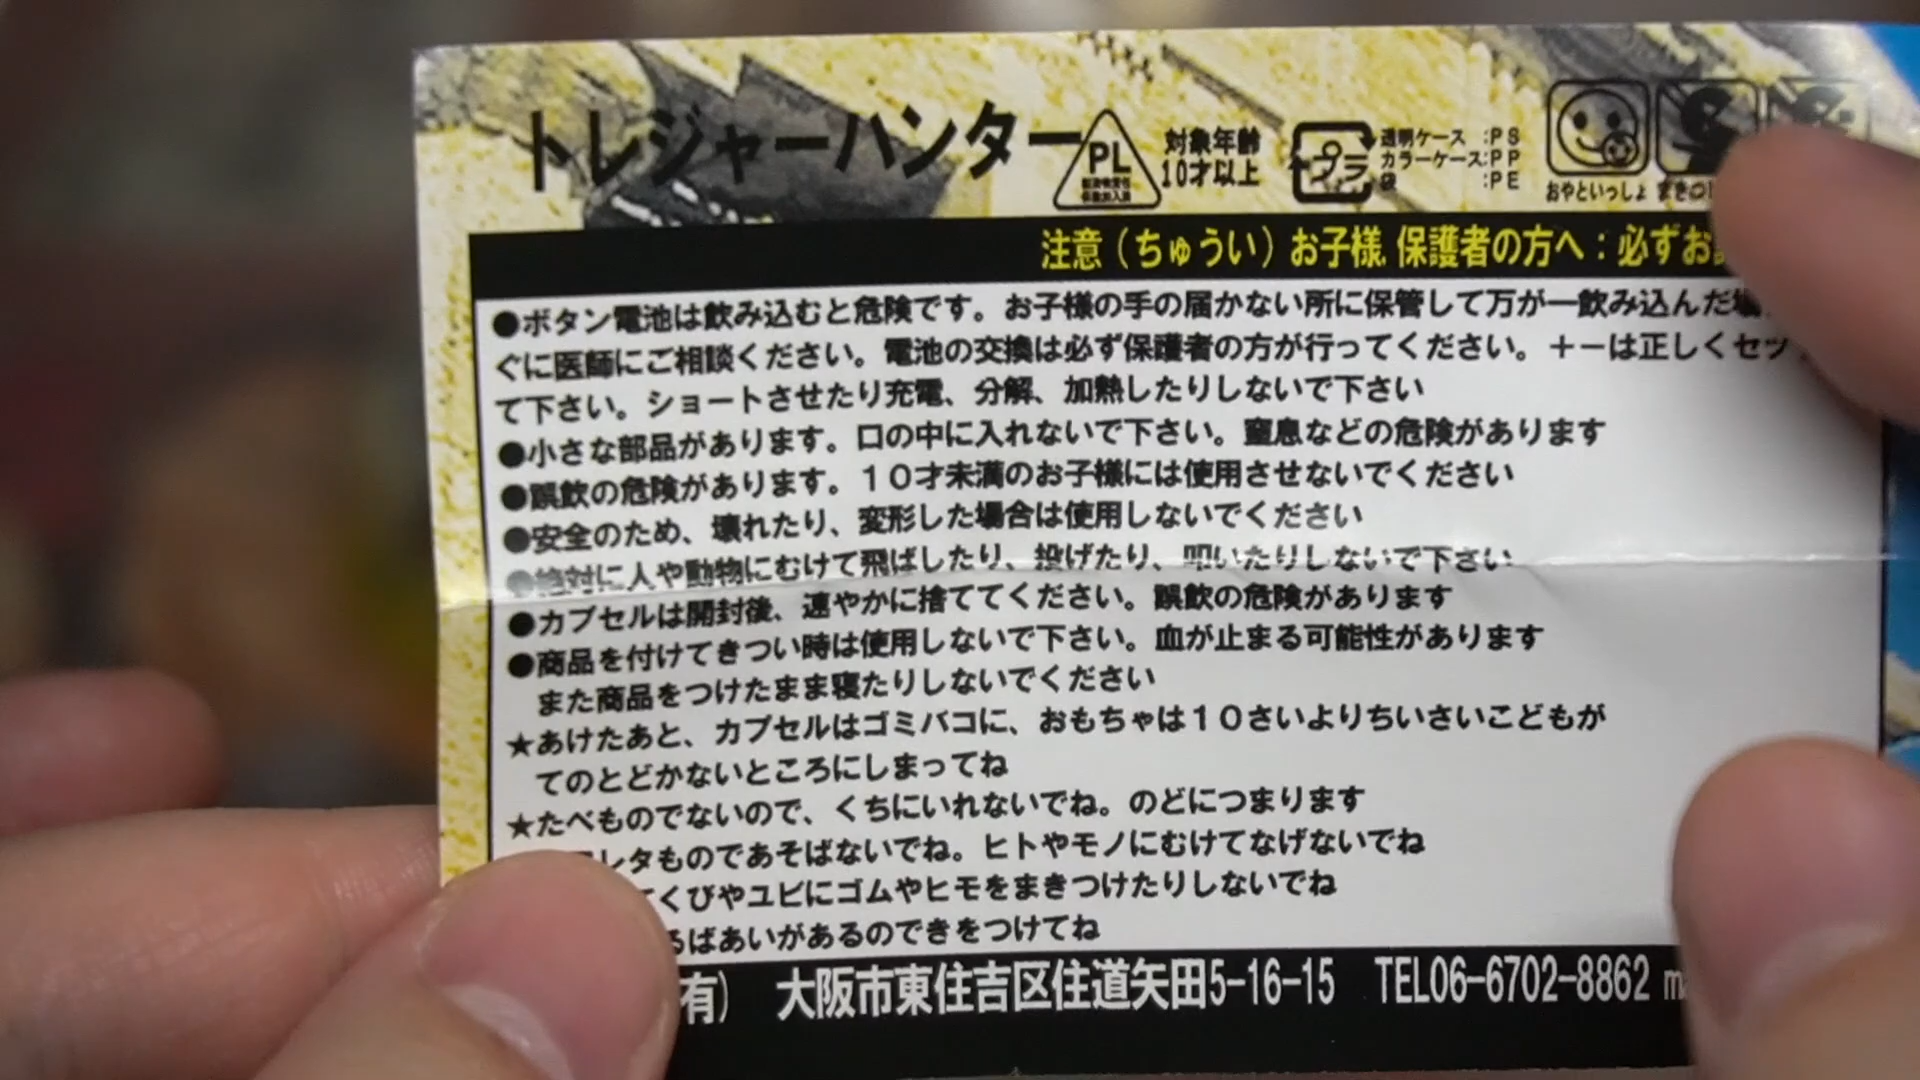 トレジャーハンター
PL
対象年齢
10才以上
プラ
透明ケース :PS
カラーケース:PP
袋 :PE
おやといっしょ
注意(ちゅうい)お子様、保護者の方へ:必ずお
●ボタン電池は飲み込むと危険です。お子様の手の届かない所に保管して万が一飲み込んだ場
ぐに医師にご相談ください。電池の交換は必ず保護者の方が行ってください。+-は正しくセッ
て下さい。ショートさせたり充電、分解、加熱したりしないで下さい
●小さな部品があります。口の中に入れないで下さい。窒息などの危険があります
●誤飲の危険があります。10才未満のお子様には使用させないでください
●安全のため、壊れたり、変形した場合は使用しないでください
●絶対に人や動物にむけて飛ばしたり、投げたり、叩いたりしないで下さい
●カプセルは開封後、速やかに捨ててください。誤飲の危険があります
●商品を付けてきつい時は使用しないで下さい。血が止まる可能性があります
また商品をつけたまま寝たりしないでください
★あけたあと、カプセルはゴミバコに、おもちゃは10さいよりちいさいこどもが
てのとどかないところにしまってね
★たべものでないので、くちにいれないでね。のどにつまります
レタものであそばないでね。ヒトやモノにむけてなげないでね
くびやユビにゴムやヒモをまきつけたりしないでね
るばあいがあるのできをつけてね
有) 大阪市東住吉区住道矢田5-16-15 TEL06-6702-8862 m